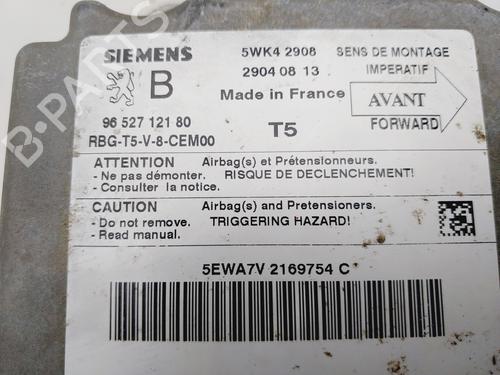 SIEMENS
5WK4 2908
SENS DE MONTAGE
B
2904 08 13
IMPERATIF
Made in France
AVANT
96 527 121 80
T5
FORWARD
RBG-T5-V-8-CEM00
ATTENTION
Airbag(s) et Prétensionneurs.
- Ne pas démonter.
RISQUE DE DECLENCHEMENT!
- Consulter la notice.
CAUTION
Airbag(s) and Pretensioners.
- Do not remove.
TRIGGERING HAZARD!
- Read manual.
5EWA7V 2169754 C
B-PARTS